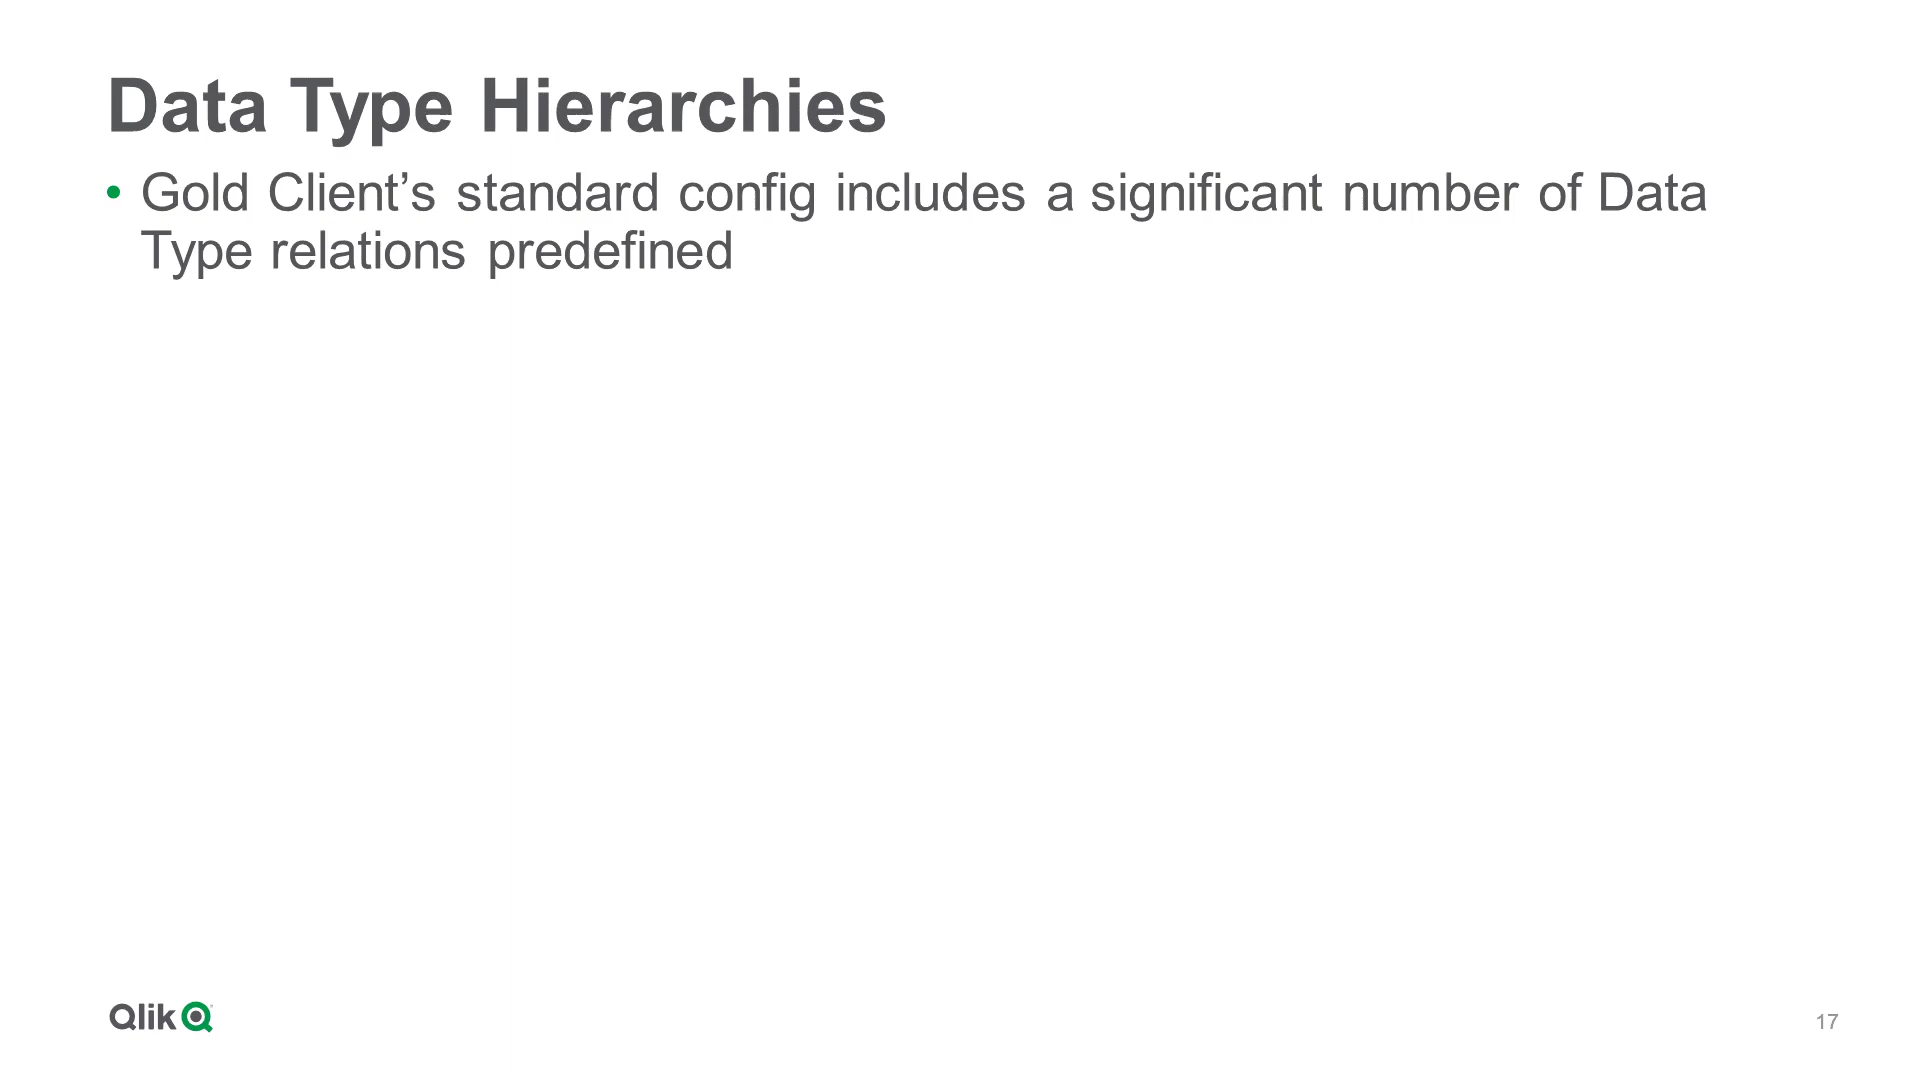 Data Type Hierarchies
• Gold Client’s standard config includes a significant number of Data
Type relations predefined
Qlik
17